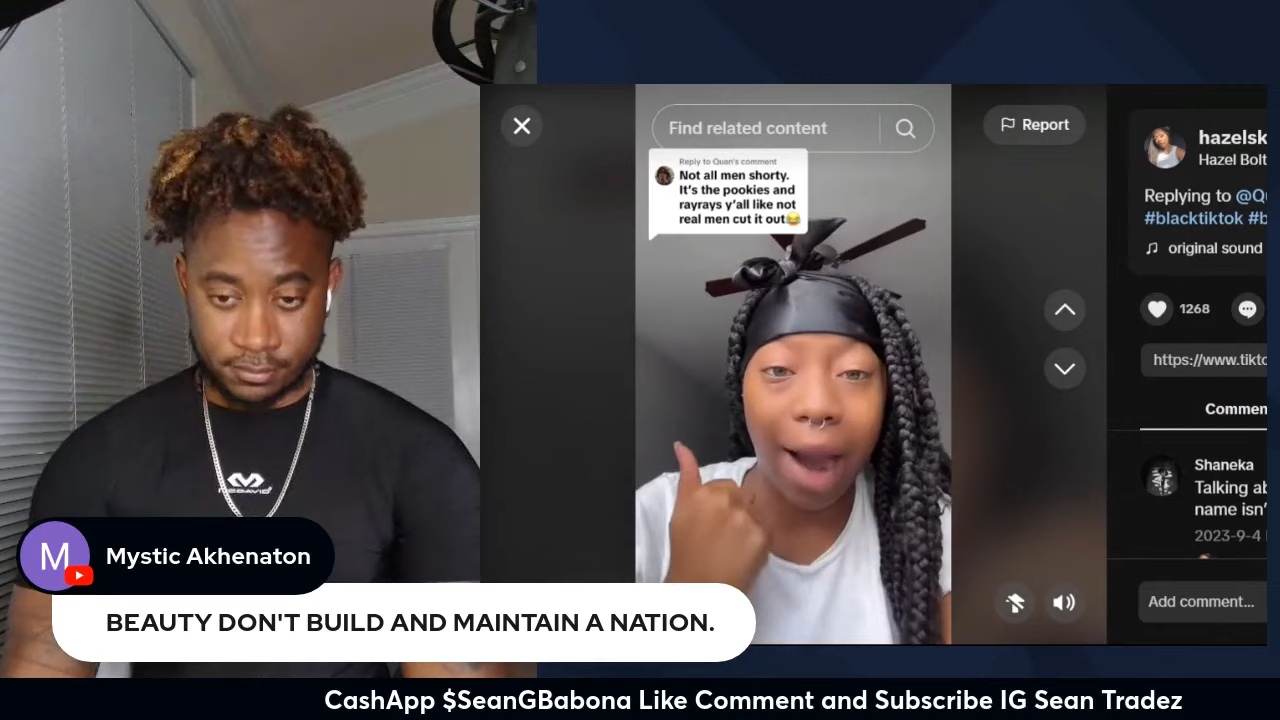 Find related content
Report
Reply to Quan's comment
Not all men shorty.
It's the pookies and
rayrays y'all like not
real men cut it out😂
hazelsk
Hazel Bolt
Replying to @Qu
#blacktiktok #b
original sound
1268
https://www.tikto
Commen
Shaneka
Talking ab
name isn'
2023-9-4
Add comment...
MCDAVID
M
Mystic Akhenaton
BEAUTY DON'T BUILD AND MAINTAIN A NATION.
CashApp $SeanGBabona Like Comment and Subscribe IG Sean Tradez